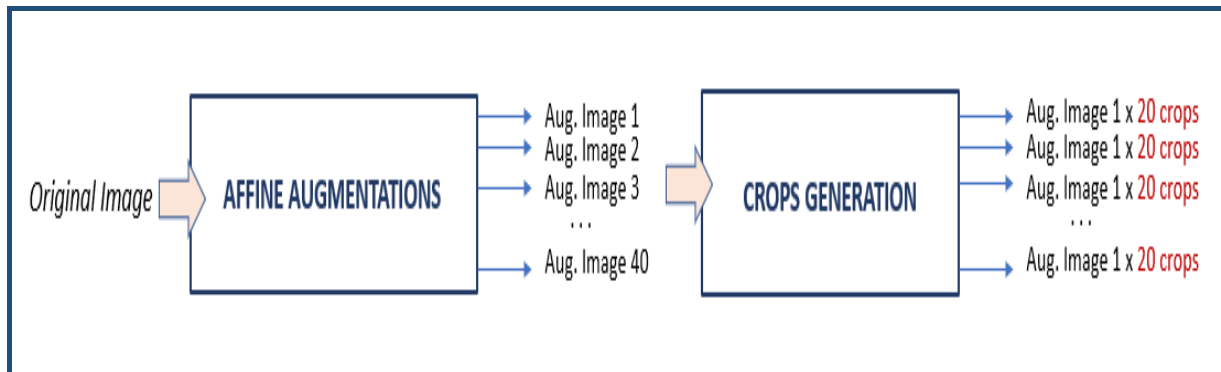 Original Image
AFFINE AUGMENTATIONS
Aug. Image 1
Aug. Image 2
Aug. Image 3
...
Aug. Image 40
CROPS GENERATION
Aug. Image 1 x 20 crops
Aug. Image 1 x 20 crops
Aug. Image 1 x 20 crops
...
Aug. Image 1 x 20 crops